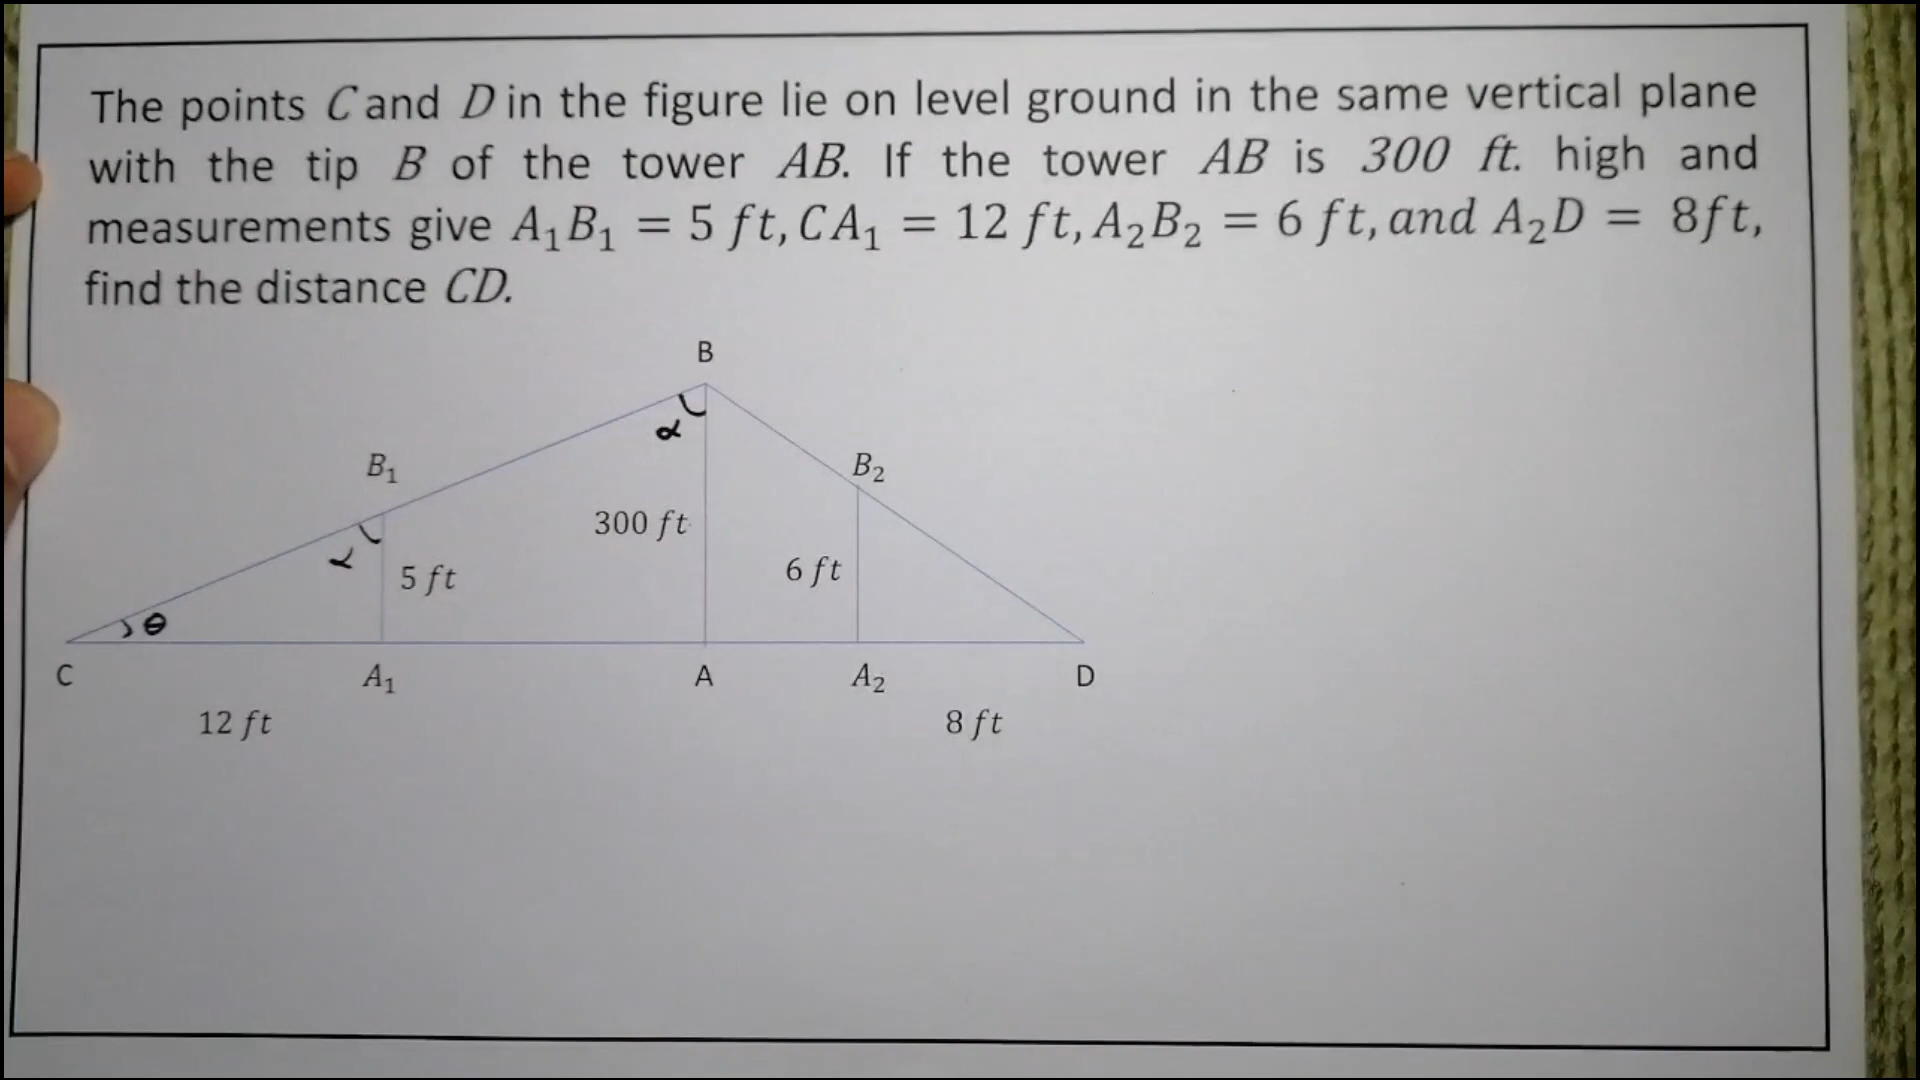 The points C and D in the figure lie on level ground in the same vertical plane
with the tip B of the tower AB. If the tower AB is 300 ft. high and
measurements give A₁B₁ = 5 ft, CA₁ = 12 ft, A₂B₂ = 6 ft, and A₂D = 8ft,
find the distance CD.
B
α
B₁
B₂
300 ft
α
5 ft
6 ft
θ
C
A₁
A
A₂
D
12 ft
8 ft